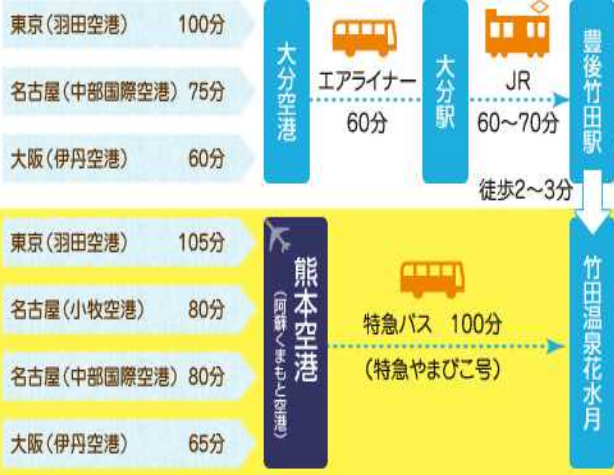 東京(羽田空港) 100分
名古屋(中部国際空港) 75分
大阪(伊丹空港) 60分
大分空港
エアライナー
60分
大分駅
JR
60〜70分
豊後竹田駅
徒歩2〜3分
東京(羽田空港) 105分
名古屋(小牧空港) 80分
名古屋(中部国際空港) 80分
大阪(伊丹空港) 65分
熊本空港
(阿蘇くまもと空港)
特急バス 100分
(特急やまびこ号)
竹田温泉花水月